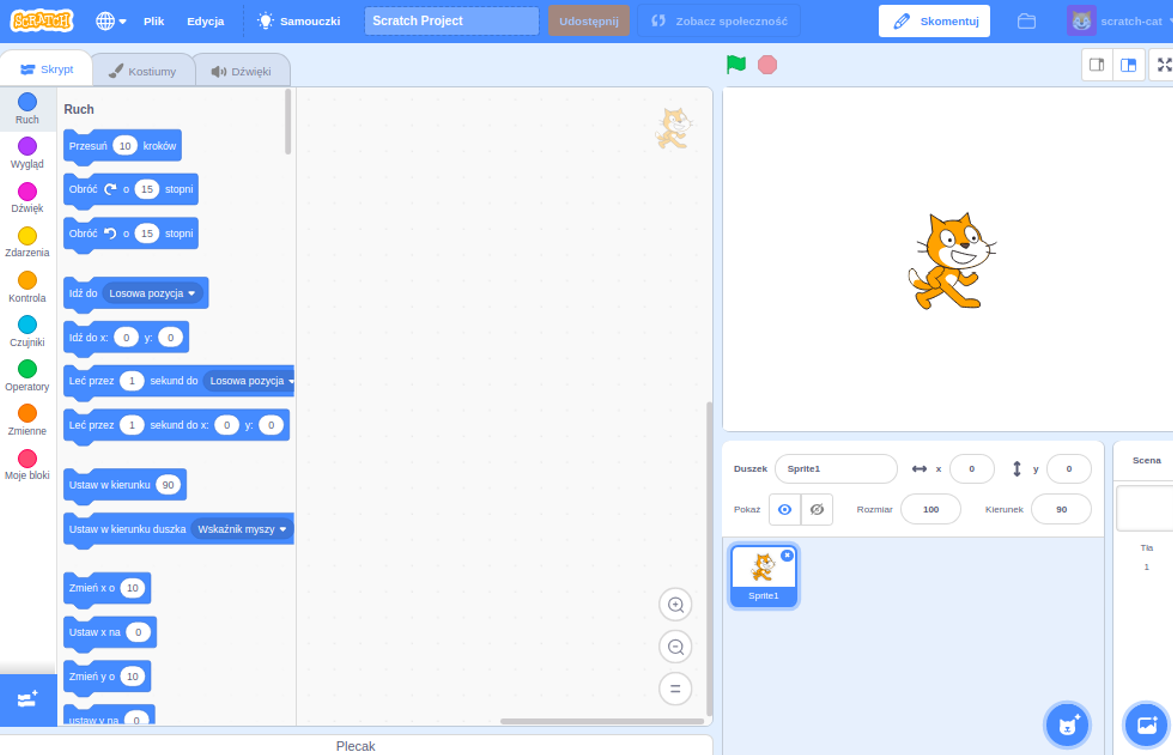 SCRATCH
Plik
Edycja
Samouczki
Scratch Project
Udostępnij
Zobacz społeczność
Skomentuj
scratch-cat
Skrypt
Kostiumy
Dźwięki
Ruch
Wygląd
Dźwięk
Zdarzenia
Kontrola
Czujniki
Operatory
Zmienne
Moje bloki
Ruch
Przesuń 10 kroków
Obróć o 15 stopni
Obróć o 15 stopni
Idź do Losowa pozycja
Idź do x: 0 y: 0
Leć przez 1 sekund do Losowa pozycja
Leć przez 1 sekund do x: 0 y: 0
Ustaw w kierunku 90
Ustaw w kierunku duszka Wskaźnik myszy
Zmień x o 10
Ustaw x na 0
Zmień y o 10
ustaw y na 0
Plecak
Duszek Sprite1 x 0 y 0
Pokaż Rozmiar 100 Kierunek 90
Sprite1
Scena
Tła
1